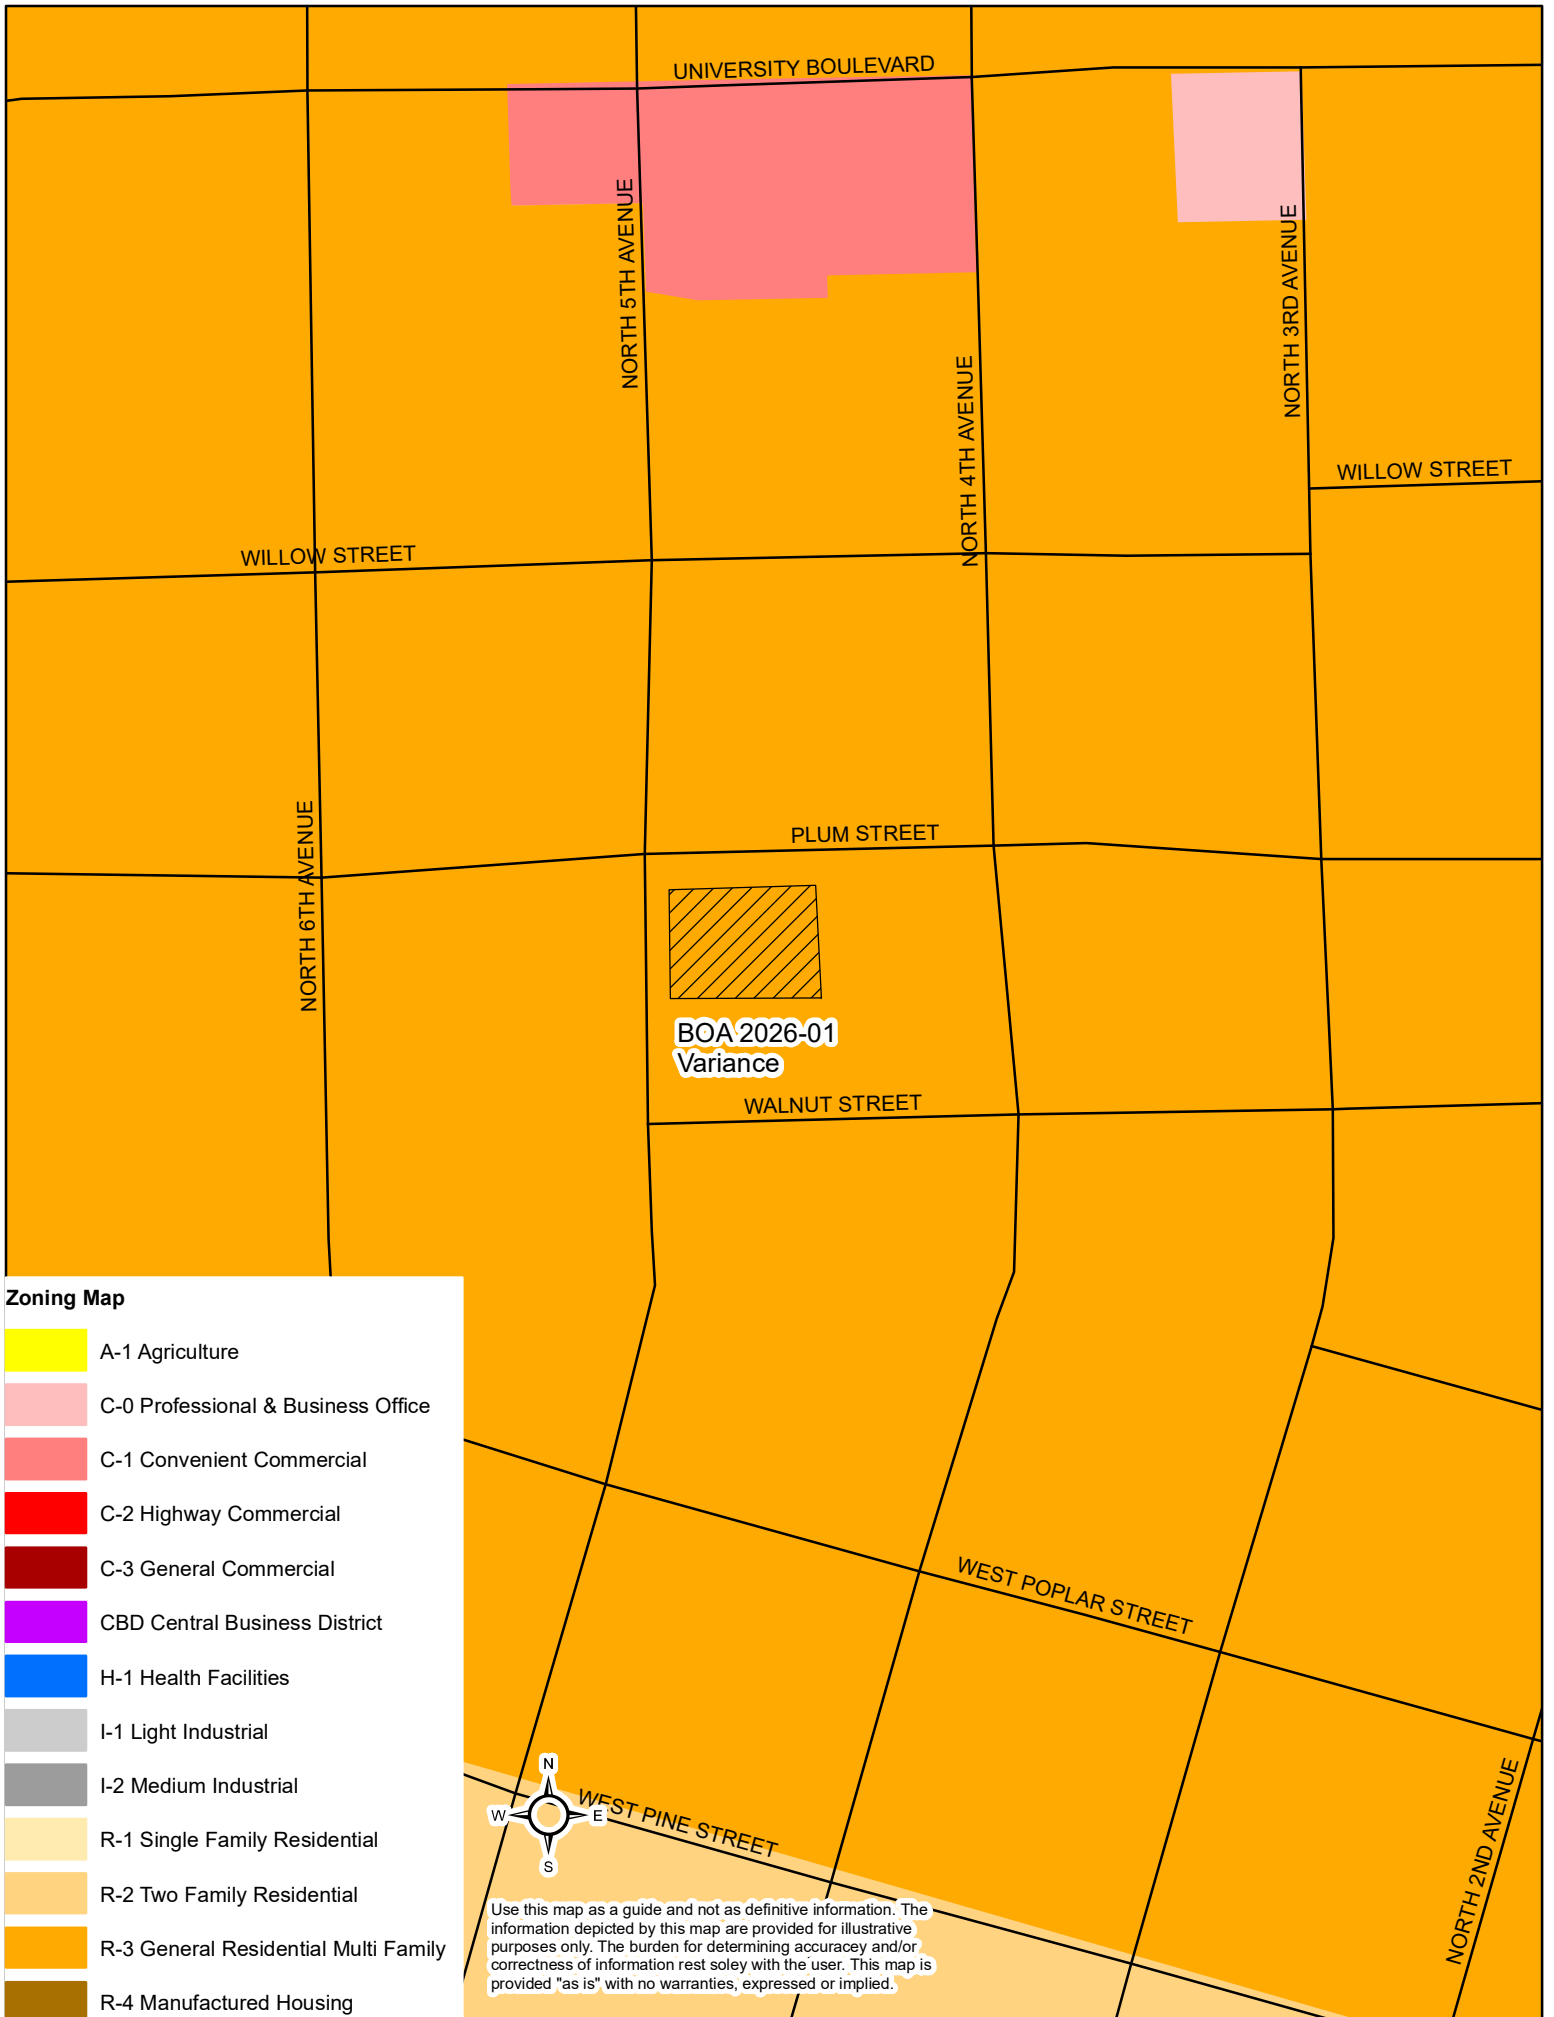 UNIVERSITY BOULEVARD
NORTH 5TH AVENUE
NORTH 3RD AVENUE
NORTH 4TH AVENUE
WILLOW STREET
WILLOW STREET
PLUM STREET
NORTH 6TH AVENUE
BOA 2026-01
Variance
WALNUT STREET
Zoning Map
A-1 Agriculture
C-0 Professional & Business Office
C-1 Convenient Commercial
C-2 Highway Commercial
C-3 General Commercial
CBD Central Business District
H-1 Health Facilities
I-1 Light Industrial
I-2 Medium Industrial
R-1 Single Family Residential
R-2 Two Family Residential
R-3 General Residential Multi Family
R-4 Manufactured Housing
WEST POPLAR STREET
N
W
E
S
WEST PINE STREET
NORTH 2ND AVENUE
Use this map as a guide and not as definitive information. The
information depicted by this map are provided for illustrative
purposes only. The burden for determining accuracey and/or
correctness of information rest soley with the user. This map is
provided "as is" with no warranties, expressed or implied.